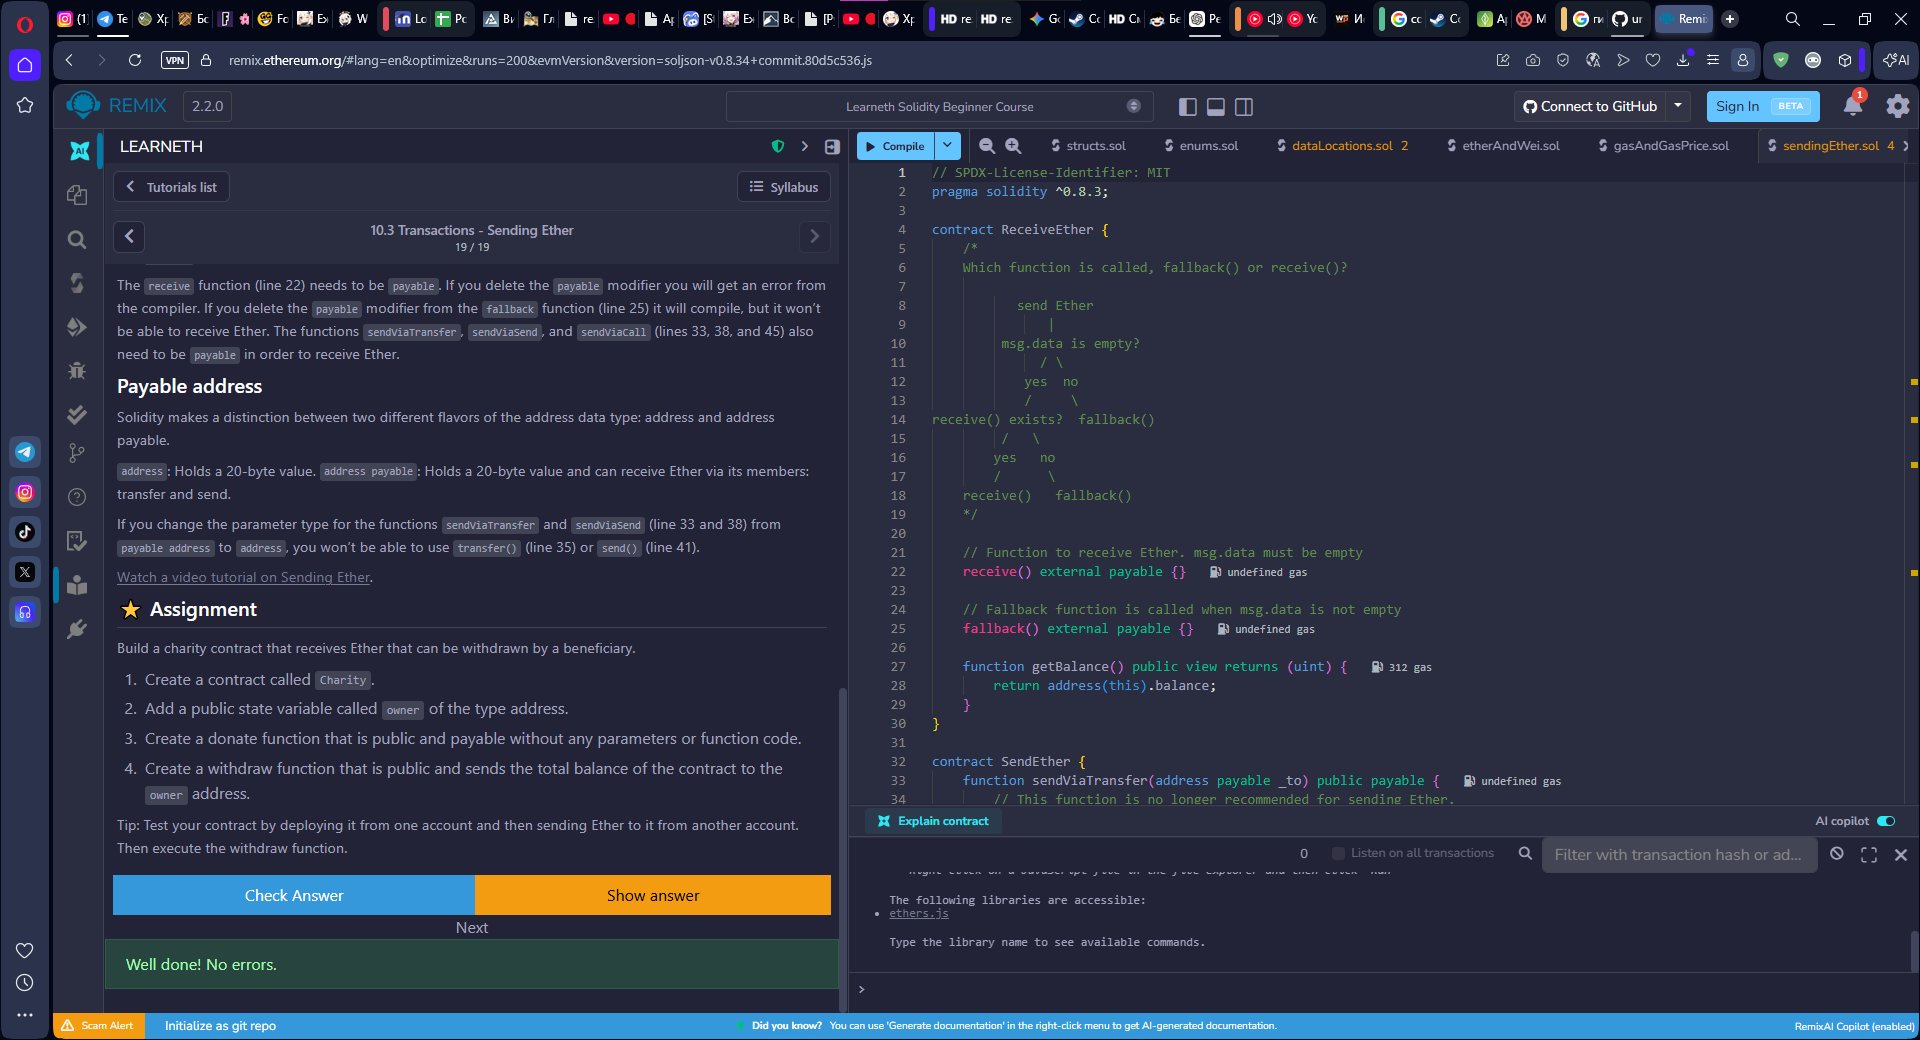 VPN
remix.ethereum.org/#lang=en&optimize&runs=200&evmVersion&version=soljson-v0.8.34+commit.80d5c536.js
AI
REMIX
2.2.0
Learneth Solidity Beginner Course
Connect to GitHub
Sign In BETA
1
LEARNETH
Tutorials list
Syllabus
10.3 Transactions - Sending Ether
19 / 19
The receive function (line 22) needs to be payable. If you delete the payable modifier you will get an error from
the compiler. If you delete the payable modifier from the fallback function (line 25) it will compile, but it won't
be able to receive Ether. The functions sendViaTransfer, sendViaSend, and sendViaCall (lines 33, 38, and 45) also
need to be payable in order to receive Ether.
Payable address
Solidity makes a distinction between two different flavors of the address data type: address and address
payable.
address: Holds a 20-byte value. address payable: Holds a 20-byte value and can receive Ether via its members:
transfer and send.
If you change the parameter type for the functions sendViaTransfer and sendViaSend (line 33 and 38) from
payable address to address, you won't be able to use transfer() (line 35) or send() (line 41).
Watch a video tutorial on Sending Ether.
Assignment
Build a charity contract that receives Ether that can be withdrawn by a beneficiary.
1. Create a contract called Charity.
2. Add a public state variable called owner of the type address.
3. Create a donate function that is public and payable without any parameters or function code.
4. Create a withdraw function that is public and sends the total balance of the contract to the
owner address.
Tip: Test your contract by deploying it from one account and then sending Ether to it from another account.
Then execute the withdraw function.
Check Answer
Show answer
Next
Well done! No errors.
Compile
structs.sol
enums.sol
dataLocations.sol 2
etherAndWei.sol
gasAndGasPrice.sol
sendingEther.sol 4
1 // SPDX-License-Identifier: MIT
2 pragma solidity ^0.8.3;
3
4 contract ReceiveEther {
5 /*
6 Which function is called, fallback() or receive()?
7
8 send Ether
9 |
10 msg.data is empty?
11 / \
12 yes no
13 / \
14 receive() exists? fallback()
15 / \
16 yes no
17 / \
18 receive() fallback()
19 */
20
21 // Function to receive Ether. msg.data must be empty
22 receive() external payable {} undefined gas
23
24 // Fallback function is called when msg.data is not empty
25 fallback() external payable {} undefined gas
26
27 function getBalance() public view returns (uint) { 312 gas
28 return address(this).balance;
29 }
30 }
31
32 contract SendEther {
33 function sendViaTransfer(address payable _to) public payable { undefined gas
34 // This function is no longer recommended for sending Ether.
Explain contract
AI copilot
0
Listen on all transactions
Filter with transaction hash or ad...
The following libraries are accessible:
• ethers.js
Type the library name to see available commands.
>
Scam Alert
Initialize as git repo
Did you know? You can use 'Generate documentation' in the right-click menu to get AI-generated documentation.
RemixAI Copilot (enabled)